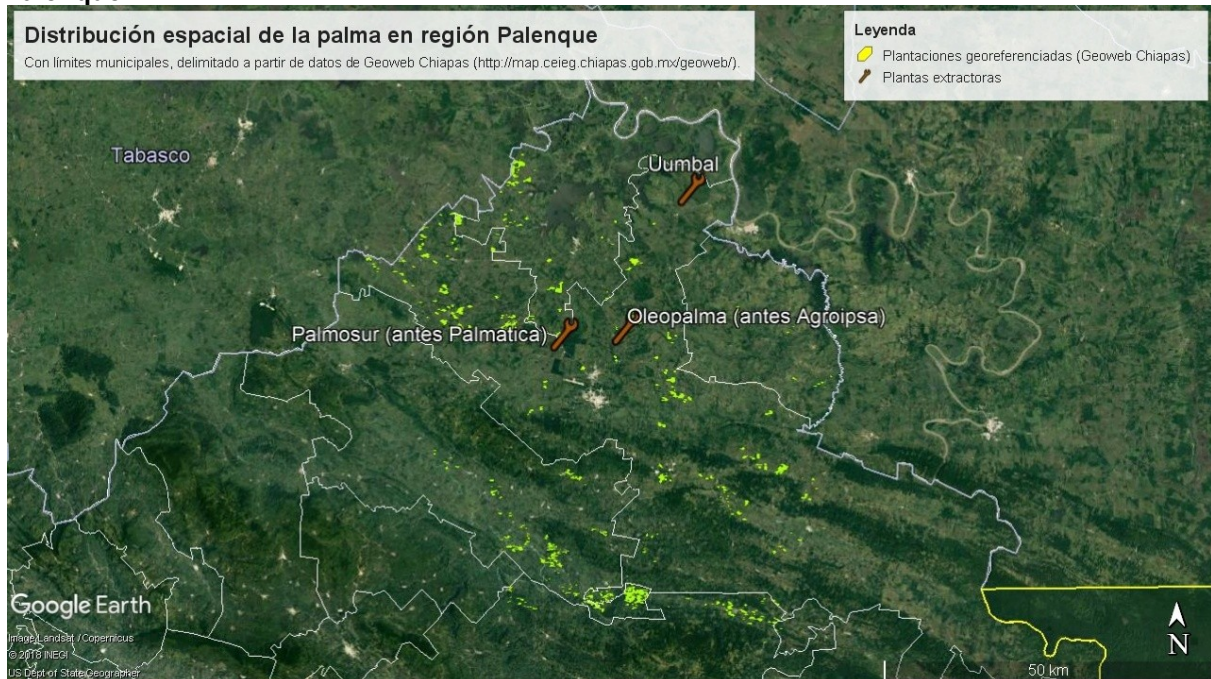 Distribución espacial de la palma en región Palenque
Con límites municipales, delimitado a partir de datos de Geoweb Chiapas (http://map.ceieg.chiapas.gob.mx/geoweb/).
Leyenda
Plantaciones georeferenciadas (Geoweb Chiapas)
Plantas extractoras
Tabasco
Uumbal
Oleopalma (antes Agroipsa)
Palmosur (antes Palmatica)
Google Earth
Image Landsat / Copernicus
© 2018 INEGI
US Dept of State Geographer
50 km
N